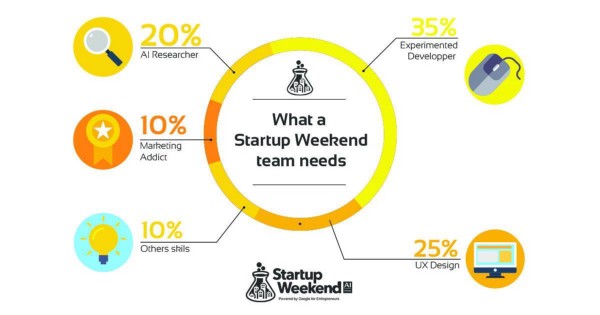 20%
AI Researcher
35%
Experimented
Developper
10%
Marketing
Addict
What a
Startup Weekend
team needs
10%
Others skils
25%
UX Design
Startup
Weekend AI
Powered by Google for Entrepreneurs